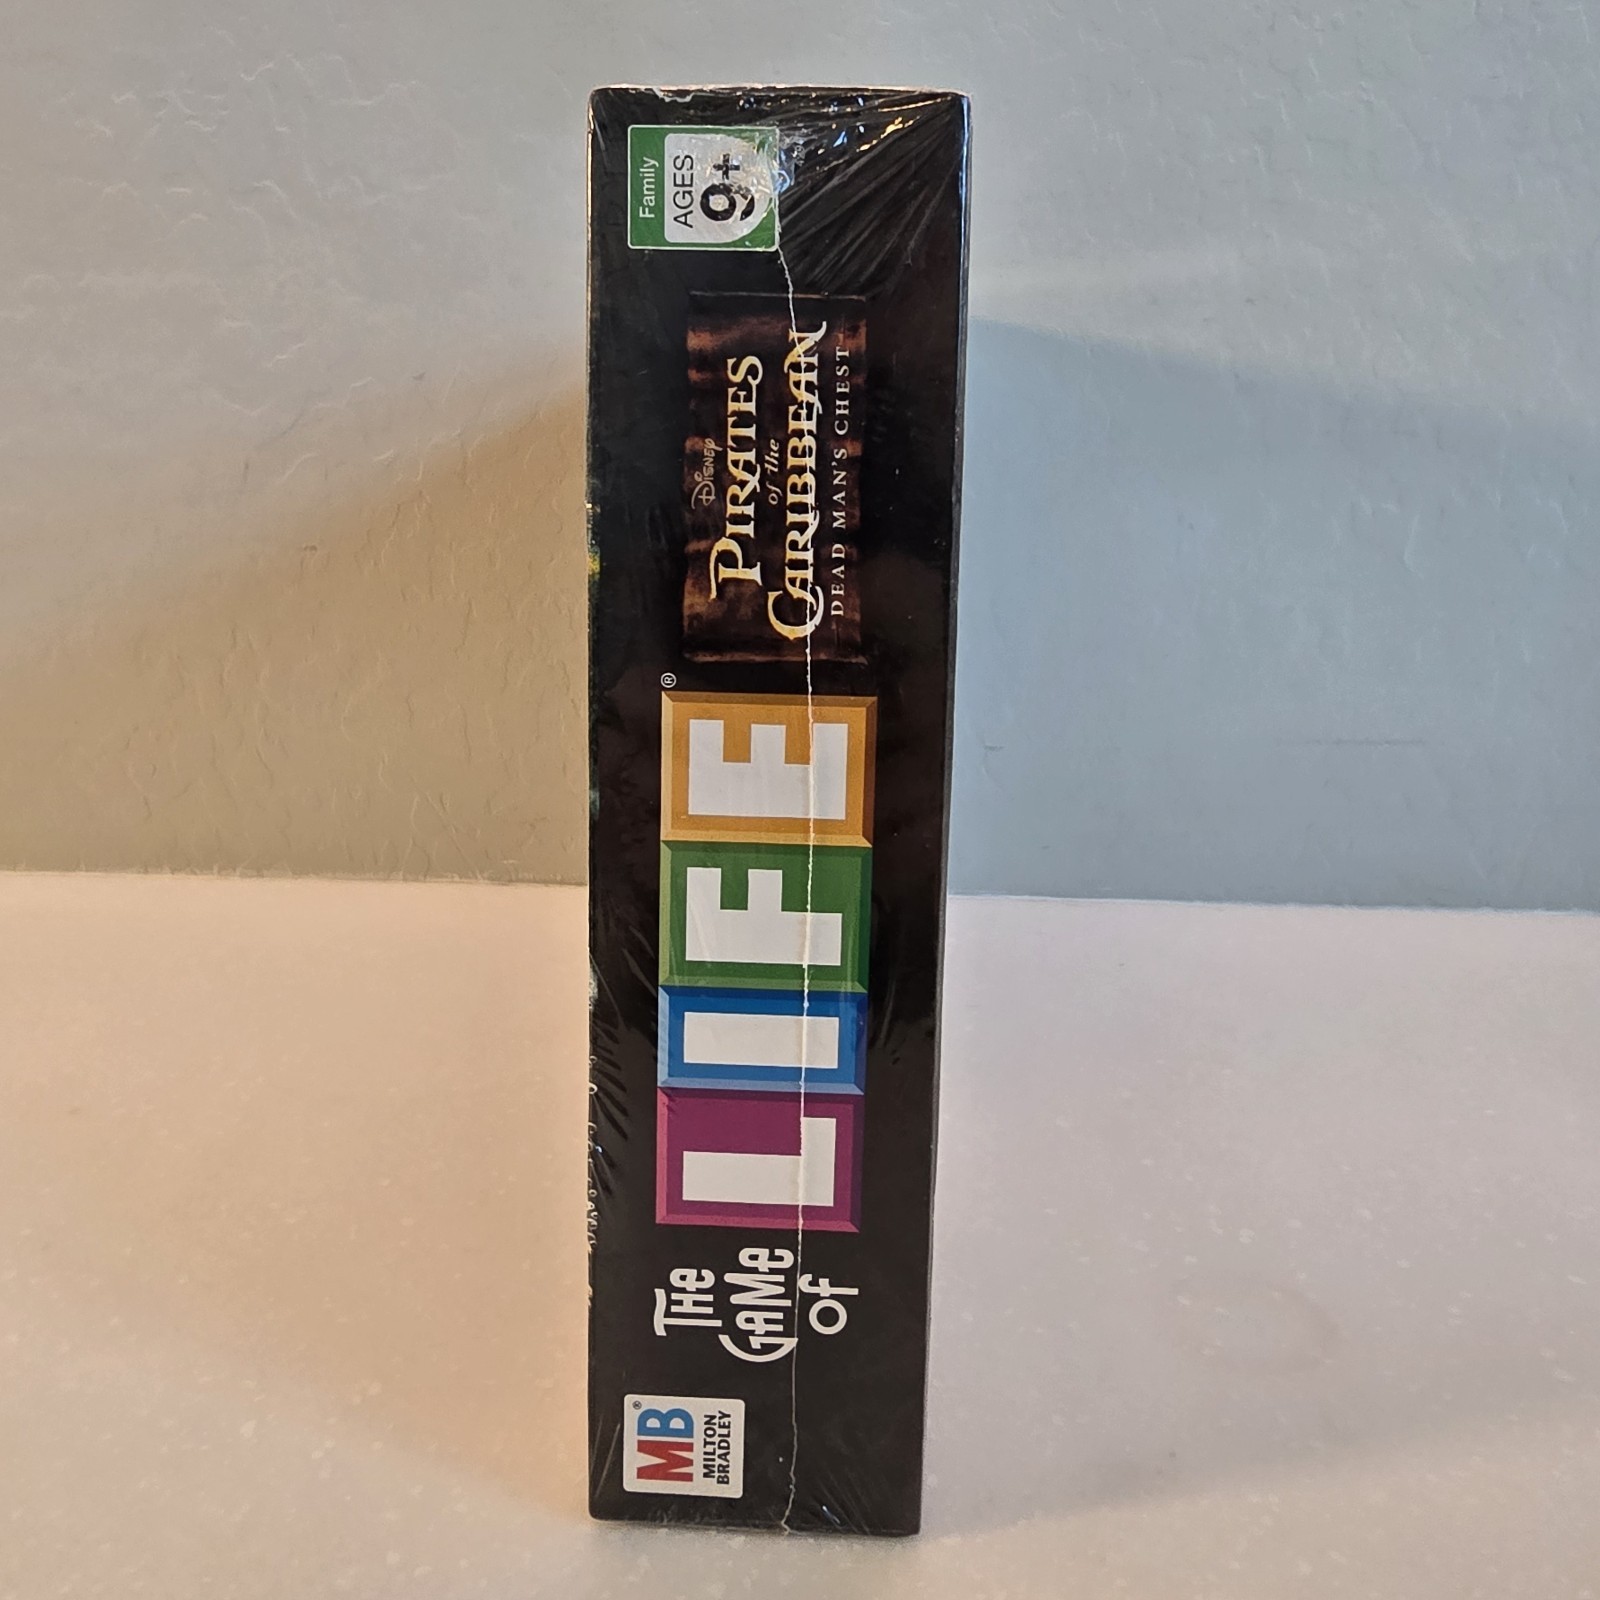 MB®
MILTON
BRADLEY
THE
GAME
OF
LIFE®
DISNEY
PIRATES
of the
CARIBBEAN
DEAD MAN'S CHEST
Family
AGES
9+